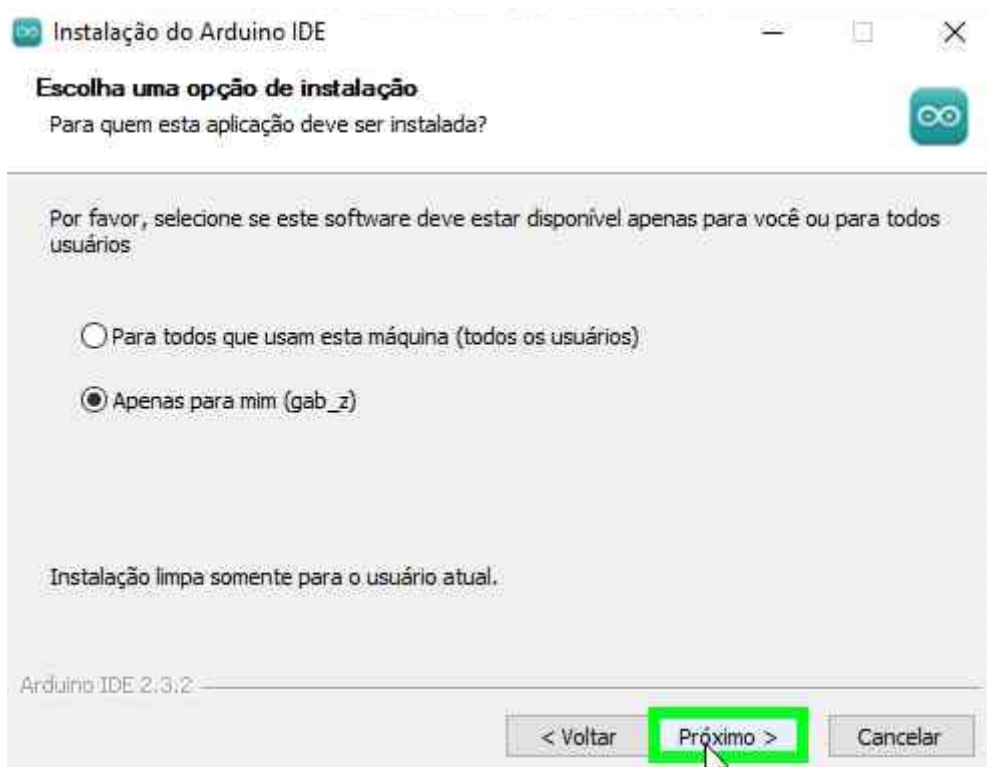 Instalação do Arduino IDE
Escolha uma opção de instalação
Para quem esta aplicação deve ser instalada?
Por favor, selecione se este software deve estar disponível apenas para você ou para todos
usuários
Para todos que usam esta máquina (todos os usuários)
Apenas para mim (gab_z)
Instalação limpa somente para o usuário atual.
Arduino IDE 2.3.2
< Voltar Próximo > Cancelar